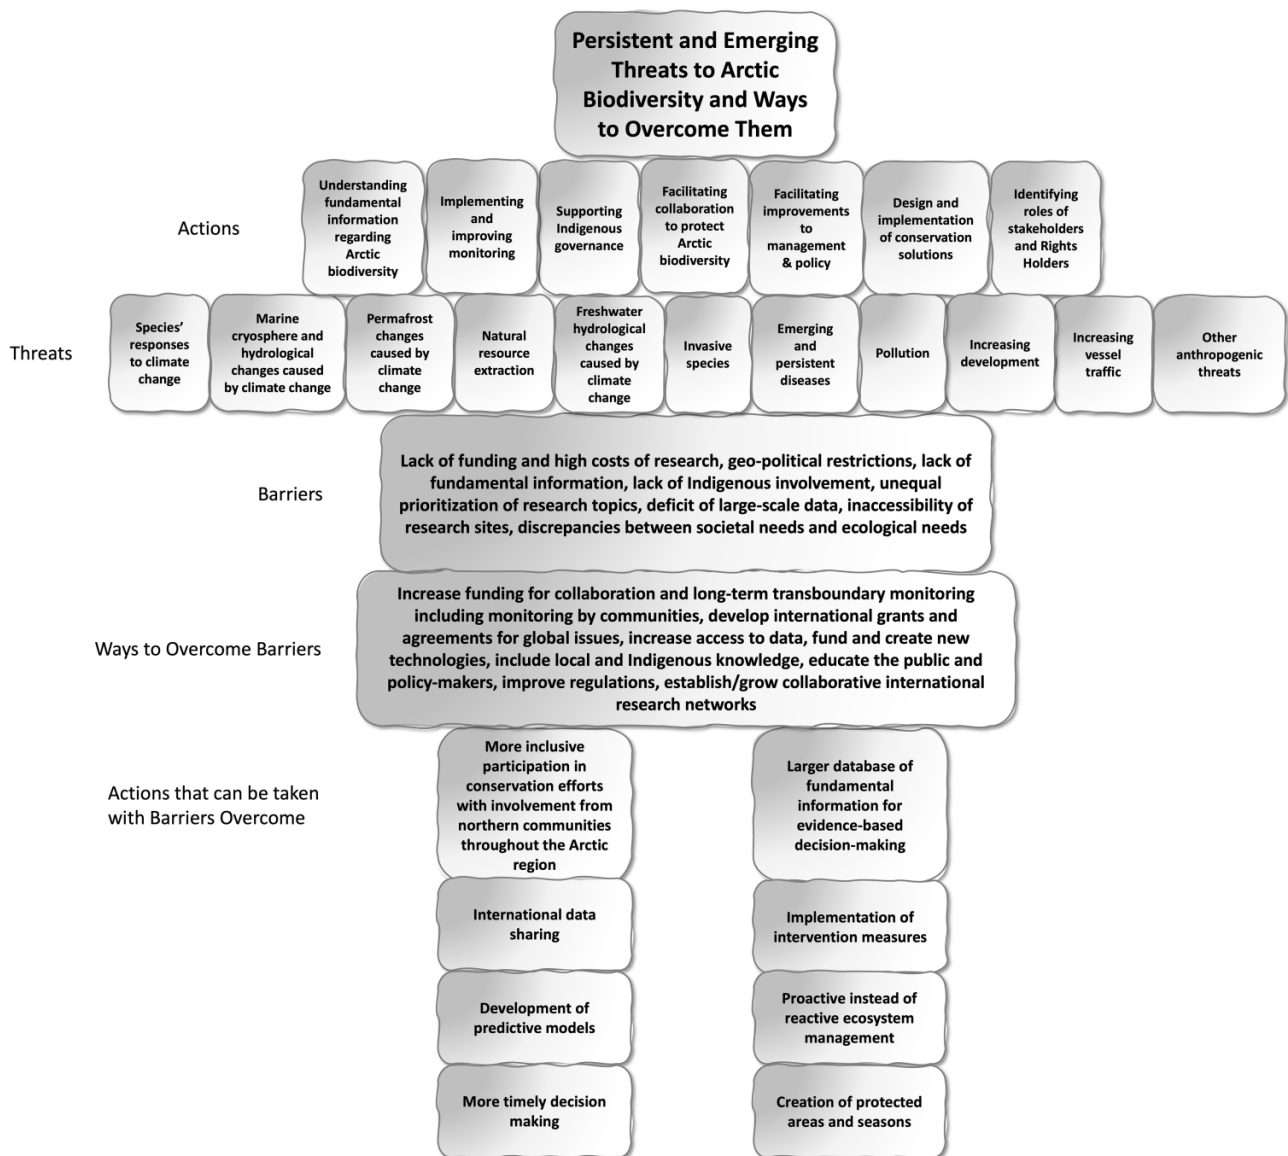 Persistent and Emerging
Threats to Arctic
Biodiversity and Ways
to Overcome Them
Actions
Understanding
fundamental
information
regarding
Arctic
biodiversity
Implementing
and
improving
monitoring
Supporting
Indigenous
governance
Facilitating
collaboration
to protect
Arctic
biodiversity
Facilitating
improvements
to
management
& policy
Design and
implementation
of conservation
solutions
Identifying
roles of
stakeholders
and Rights
Holders
Threats
Species’
responses
to climate
change
Marine
cryosphere and
hydrological
changes caused
by climate change
Permafrost
changes
caused by
climate
change
Natural
resource
extraction
Freshwater
hydrological
changes
caused by
climate
change
Invasive
species
Emerging
and
persistent
diseases
Pollution
Increasing
development
Increasing
vessel
traffic
Other
anthropogenic
threats
Barriers
Lack of funding and high costs of research, geo-political restrictions, lack of
fundamental information, lack of Indigenous involvement, unequal
prioritization of research topics, deficit of large-scale data, inaccessibility of
research sites, discrepancies between societal needs and ecological needs
Ways to Overcome Barriers
Increase funding for collaboration and long-term transboundary monitoring
including monitoring by communities, develop international grants and
agreements for global issues, increase access to data, fund and create new
technologies, include local and Indigenous knowledge, educate the public and
policy-makers, improve regulations, establish/grow collaborative international
research networks
Actions that can be taken
with Barriers Overcome
More inclusive
participation in
conservation efforts
with involvement from
northern communities
throughout the Arctic
region
Larger database of
fundamental
information for
evidence-based
decision-making
International data
sharing
Implementation of
intervention measures
Development of
predictive models
Proactive instead of
reactive ecosystem
management
More timely decision
making
Creation of protected
areas and seasons